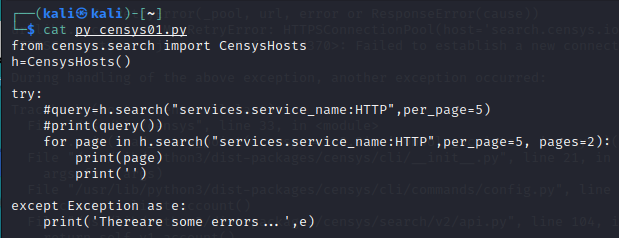 ┌──(kali㉿kali)-[~]
└─$ cat py_censys01.py
from censys.search import CensysHosts
h=CensysHosts()
try:
    #query=h.search("services.service_name:HTTP",per_page=5)
    #print(query())
    for page in h.search("services.service_name:HTTP",per_page=5, pages=2):
        print(page)
        print('')
except Exception as e:
    print('Thereare some errors...',e)